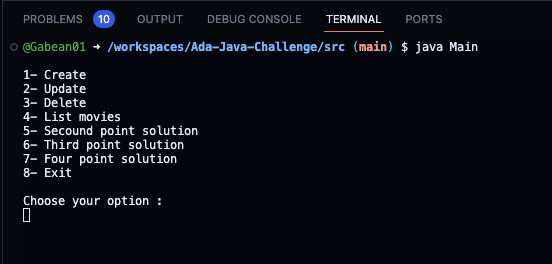 PROBLEMS 10 OUTPUT DEBUG CONSOLE TERMINAL PORTS
@Gabean01 → /workspaces/Ada-Java-Challenge/src (main) $ java Main
1- Create
2- Update
3- Delete
4- List movies
5- Secound point solution
6- Third point solution
7- Four point solution
8- Exit
Choose your option :